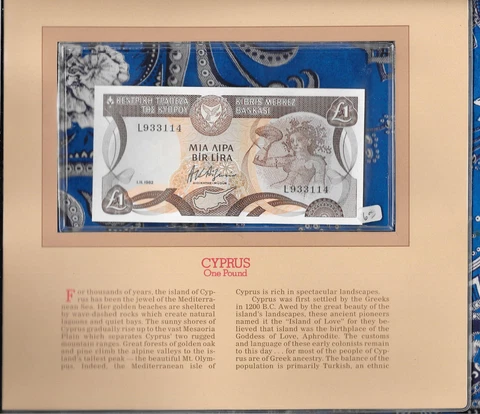 ΚΕΝΤΡΙΚΗ ΤΡΑΠΕΖΑ
ΤΗΣ ΚΥΠΡΟΥ
KIBRIS MERKEZ
BANKASI
£1
L933114
ΜΙΑ ΛΙΡΑ
BİR LİRA
L933114
£1
CYPRUS
One Pound
For thousands of years, the island of Cyp-
rus has been the jewel of the Mediterra-
nean Sea. Her golden beaches are sheltered
by wave-dashed rocks which create natural
lagoons and quiet bays. The sunny shores of
Cyprus gradually rise up to the vast Mesaoria
Plain which separates Cyprus' two rugged
mountain ranges. Great forests of golden oak
and pine climb the alpine valleys to the is-
land's tallest peak — the beautiful Mt. Olym-
pus. Indeed, the Mediterranean isle of
Cyprus is rich in spectacular landscapes.
Cyprus was first settled by the Greeks
in 1200 B.C. Awed by the great beauty of the
island's landscapes, these ancient pioneers
named it the "Island of Love" for they be-
lieved that island was the birthplace of the
Goddess of Love, Aphrodite. The customs
and language of these early colonists remain
to this day . . . for most of the people of Cyp-
rus are of Greek ancestry. The balance of the
population is primarily Turkish, an ethnic